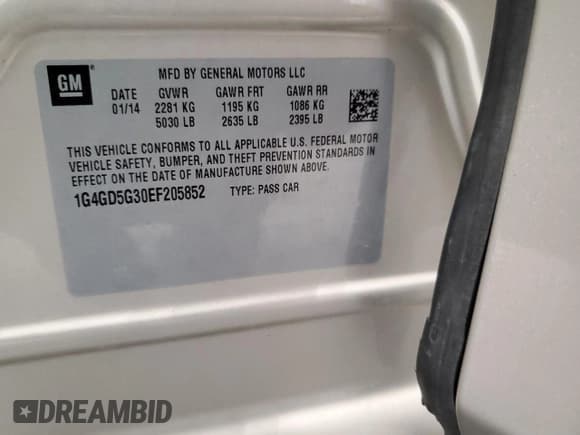 GM
MFD BY GENERAL MOTORS LLC
DATE GVWR GAWR FRT GAWR RR
01/14 2281 KG 1195 KG 1086 KG
5030 LB 2635 LB 2395 LB
THIS VEHICLE CONFORMS TO ALL APPLICABLE U.S. FEDERAL MOTOR
VEHICLE SAFETY, BUMPER, AND THEFT PREVENTION STANDARDS IN
EFFECT ON THE DATE OF MANUFACTURE SHOWN ABOVE.
1G4GD5G30EF205852 TYPE: PASS CAR
DREAMBID